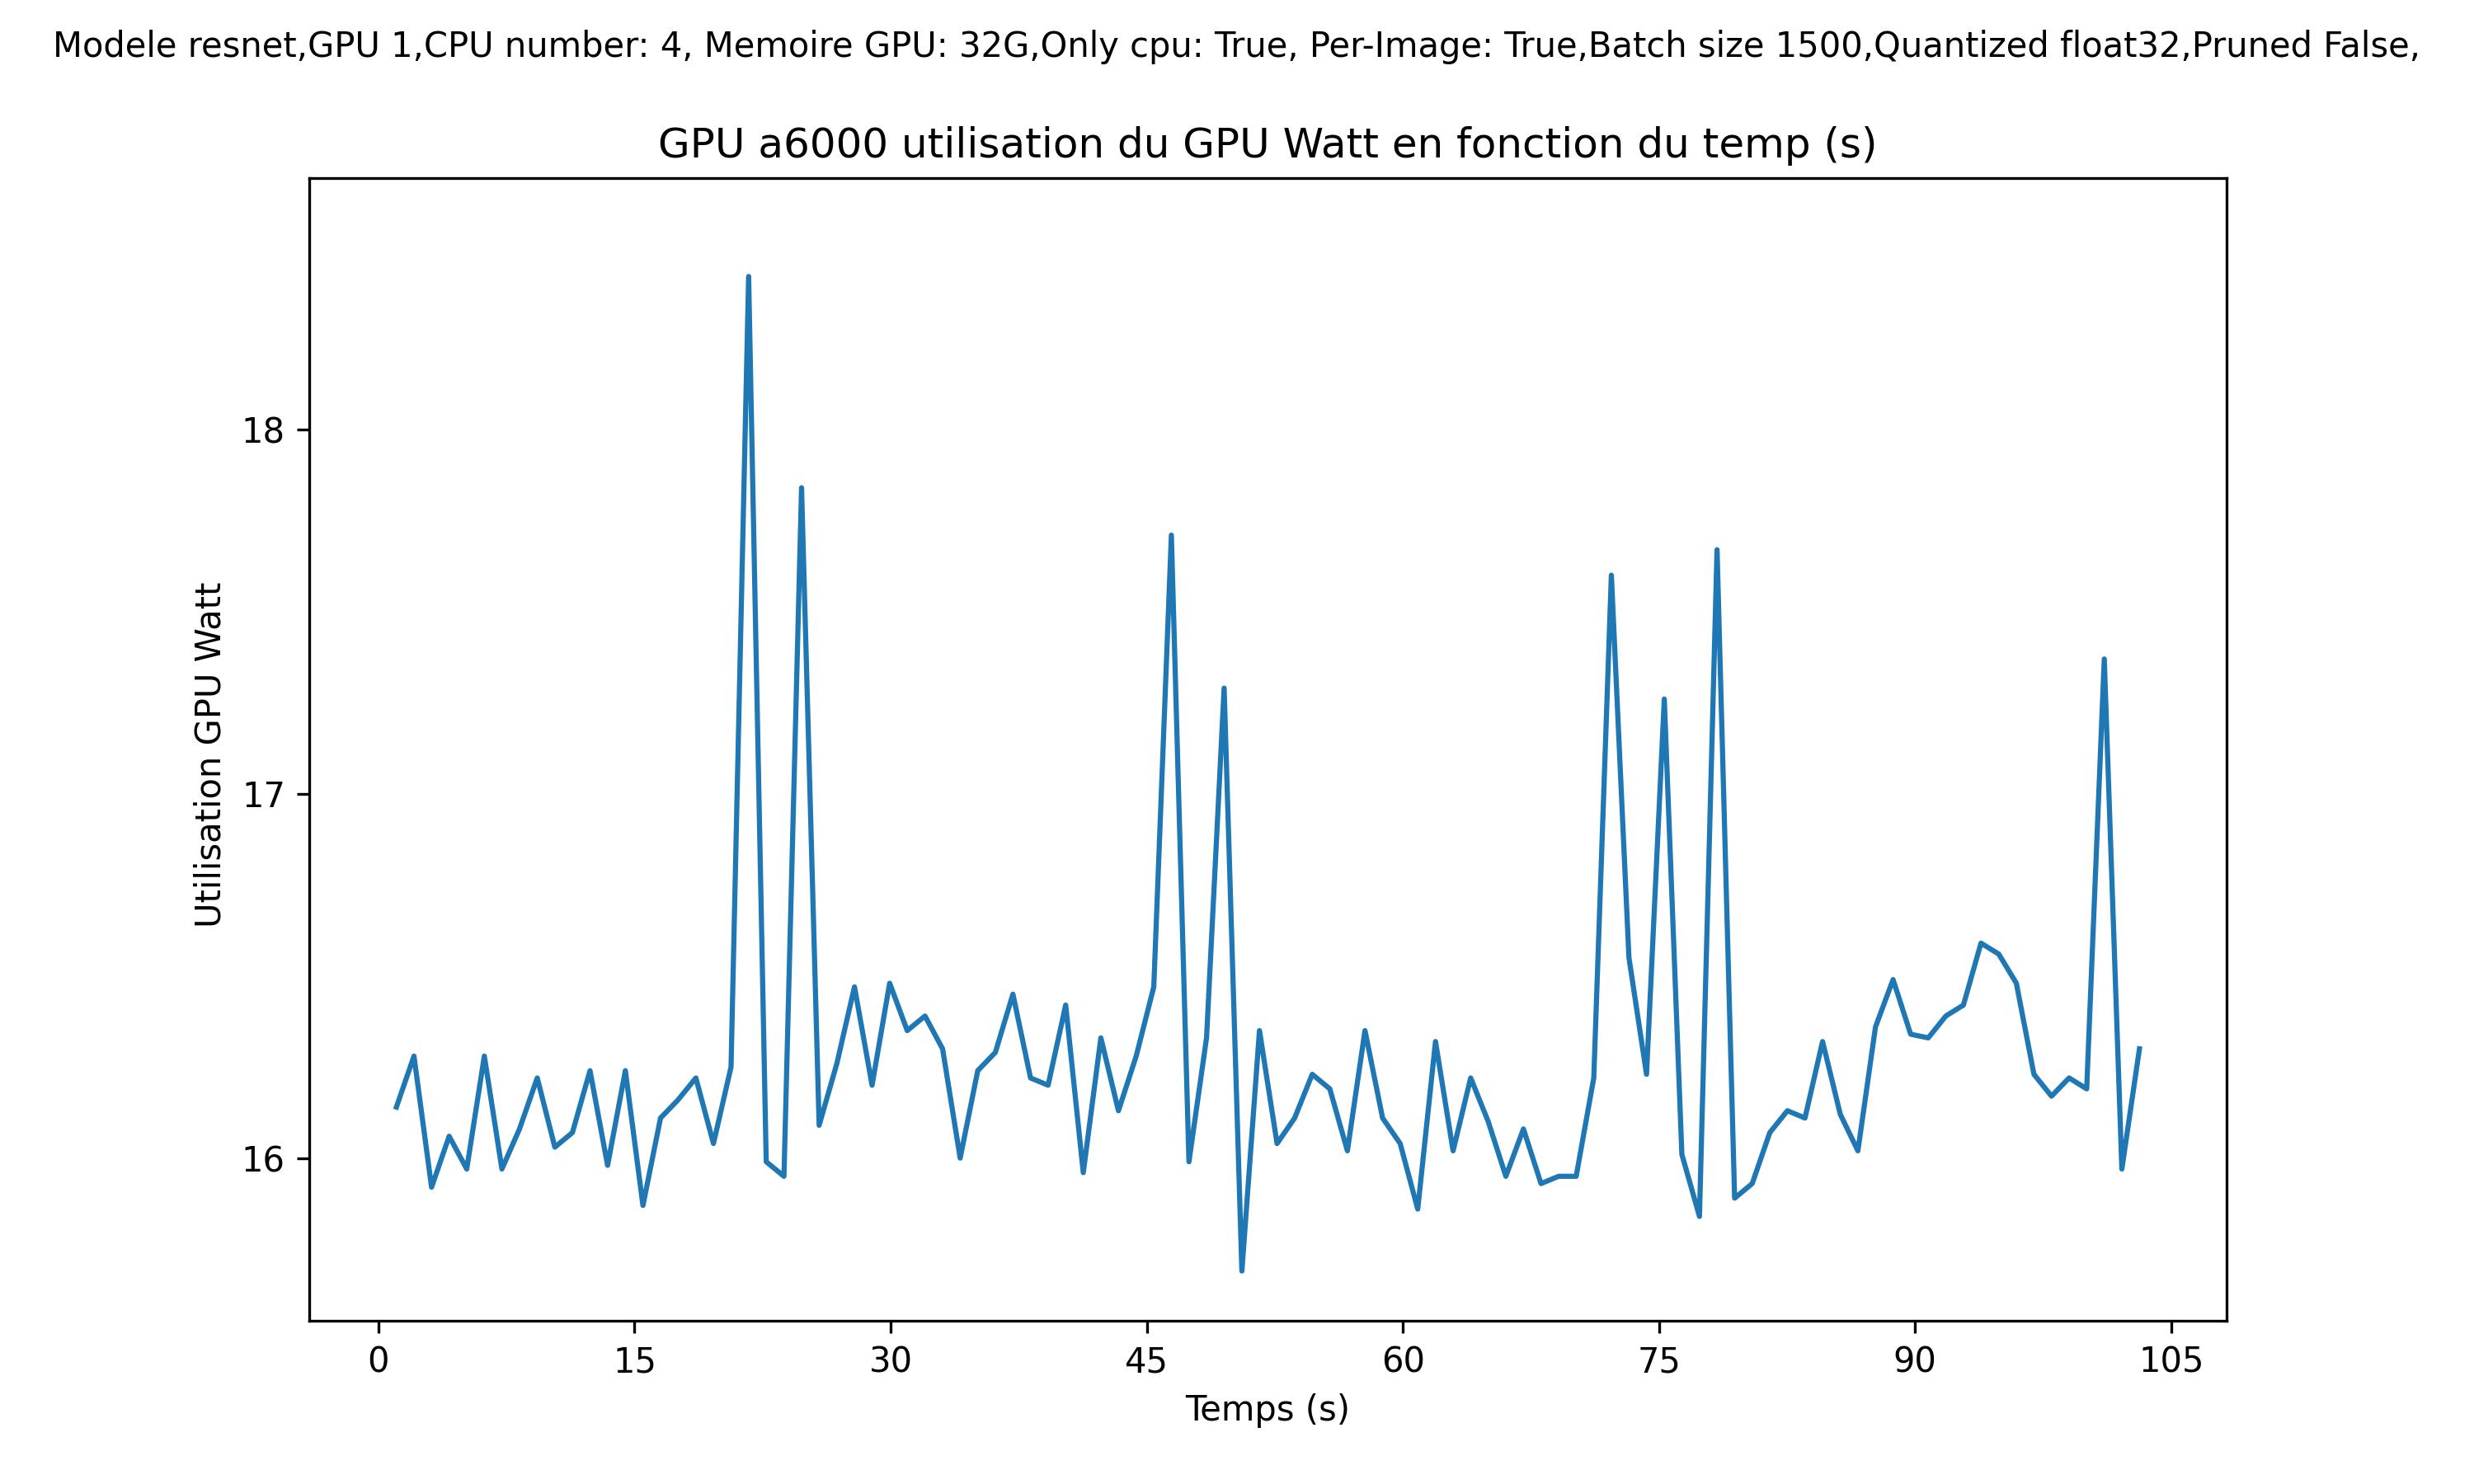 Modele resnet,GPU 1,CPU number: 4, Memoire GPU: 32G,Only cpu: True, Per-Image: True,Batch size 1500,Quantized float32,Pruned False,
GPU a6000 utilisation du GPU Watt en fonction du temp (s)
Utilisation GPU Watt
18
17
16
0 15 30 45 60 75 90 105
Temps (s)